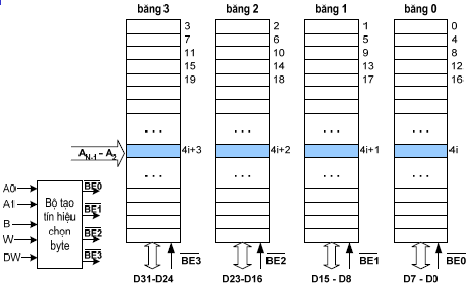 băng 3 băng 2 băng 1 băng 0
3 2 1 0
7 6 5 4
11 10 9 8
15 14 13 12
19 18 17 16
... ... ... ...
AN-1 - A2 4i+3 4i+2 4i+1 4i
... ... ... ...
A0 BE0
A1 Bộ tạo BE1
B tín hiệu
W chọn BE2
DW byte BE3
BE3 BE2 BE1 BE0
D31-D24 D23-D16 D15 - D8 D7 - D0